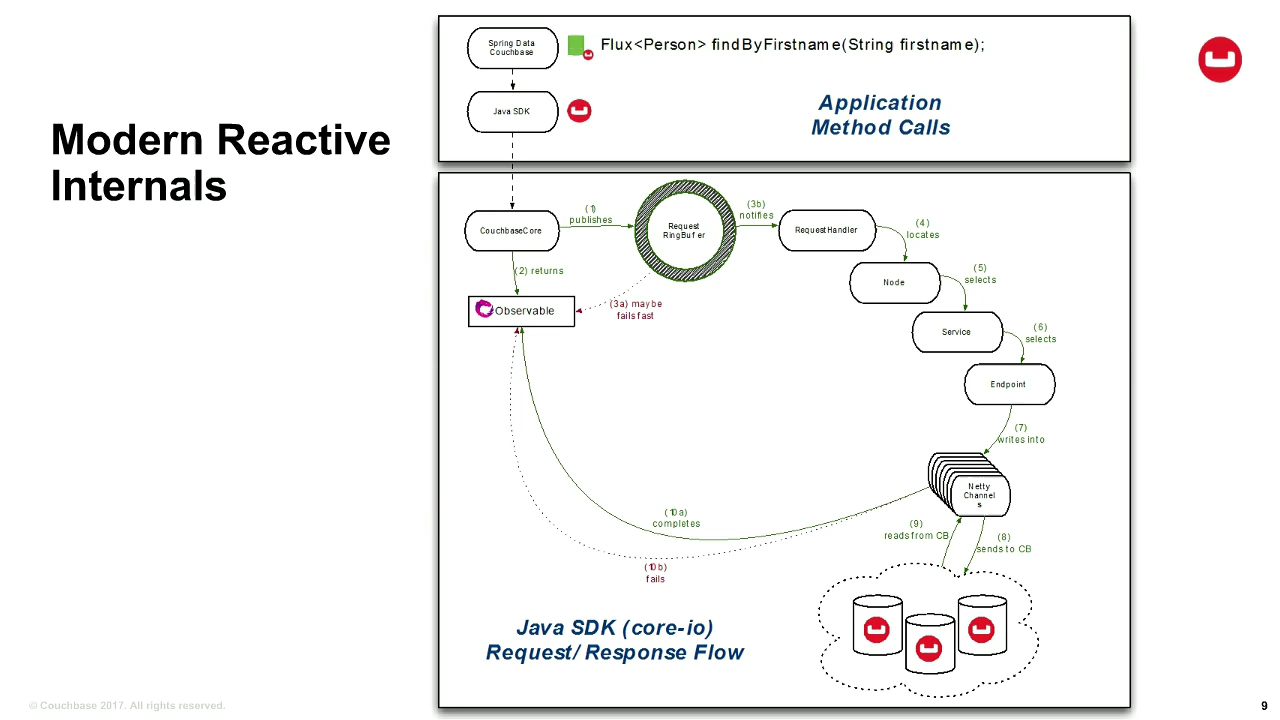 Modern Reactive
Internals
Spring Data
Couchbase
Flux<Person> findByFirstname(String firstname);
Java SDK
Application
Method Calls
CouchbaseCore
(1)
publishes
Request
RingBuffer
(3b)
notifies
RequestHandler
(4)
locates
Node
(5)
selects
Service
(6)
selects
Endpoint
(7)
writes into
Netty
Channel
s
(2) returns
Observable
(3a) maybe
fails fast
(9)
reads from CB
(8)
sends to CB
(10a)
completes
(10b)
fails
Java SDK (core-io)
Request/Response Flow
© Couchbase 2017. All rights reserved.
9